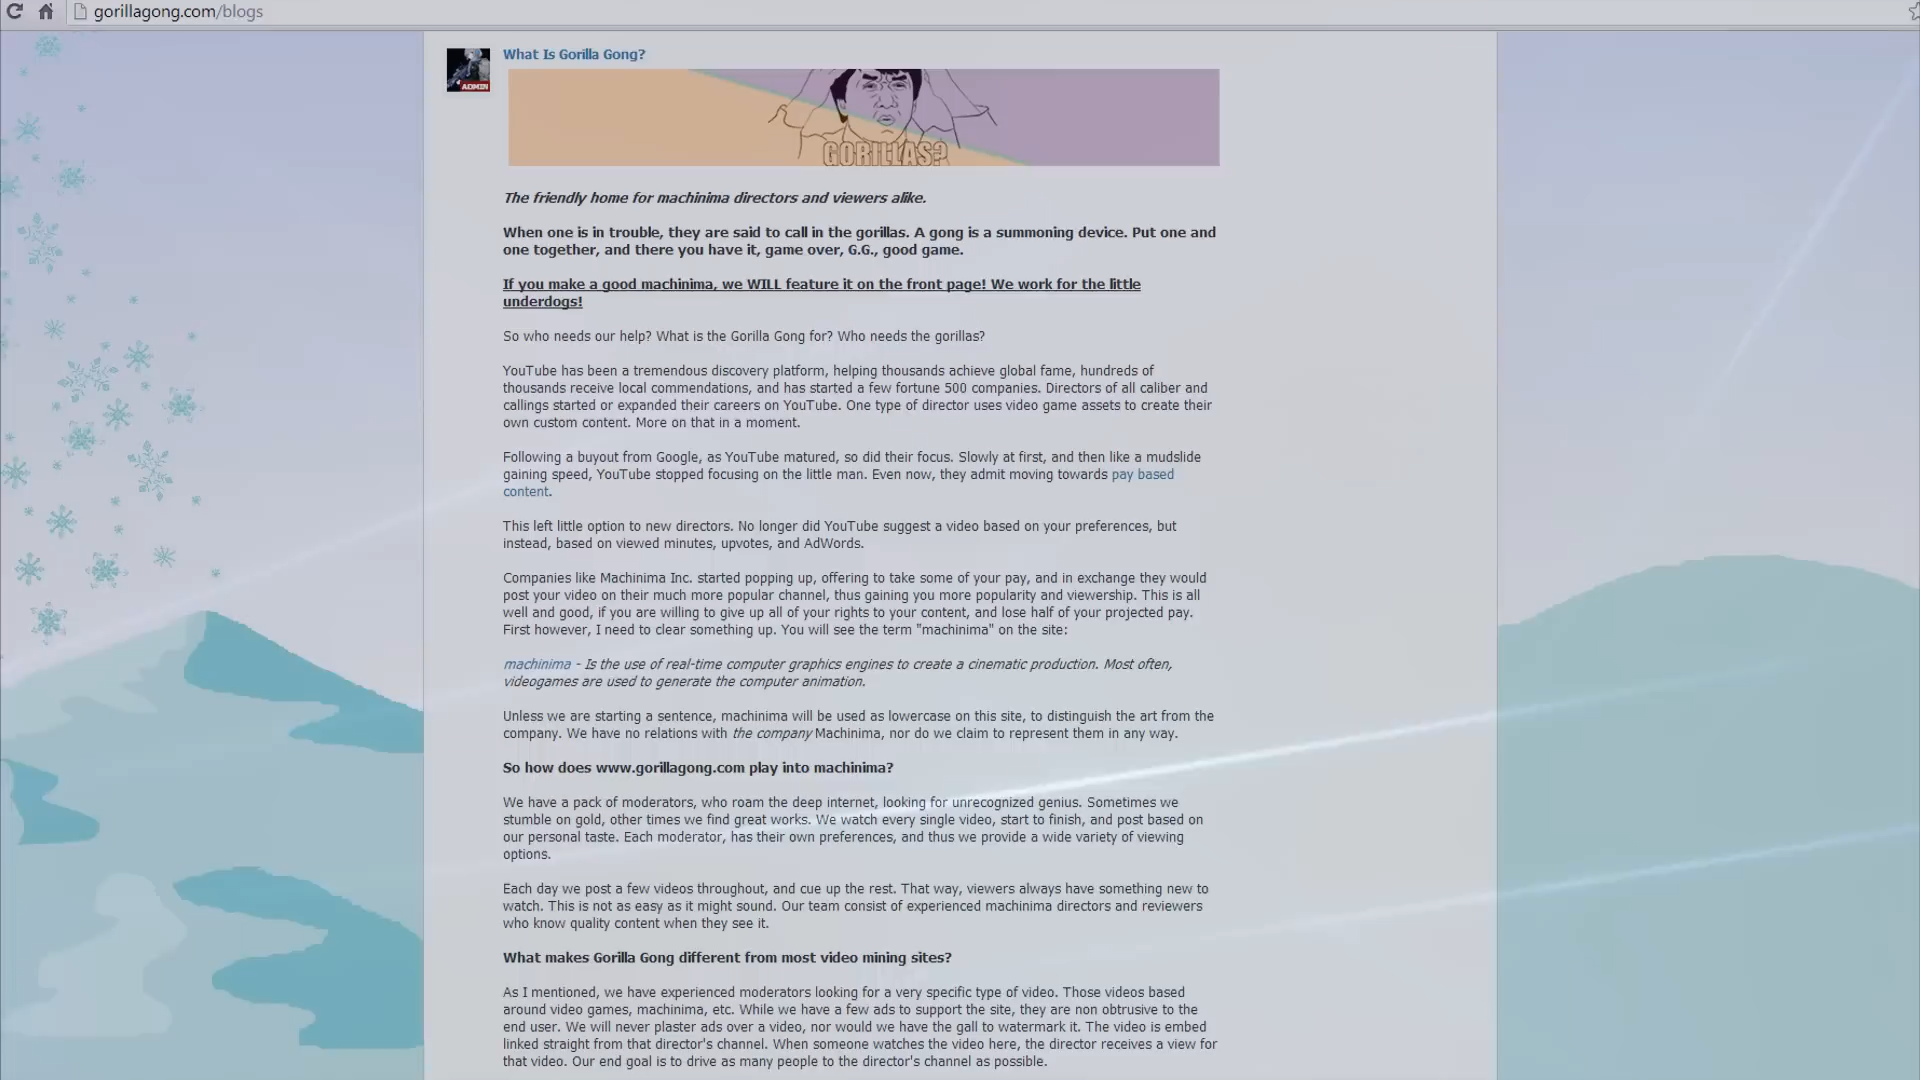 gorillagong.com/blogs
ADMIN
What Is Gorilla Gong?
GORILLAS?
The friendly home for machinima directors and viewers alike.
When one is in trouble, they are said to call in the gorillas. A gong is a summoning device. Put one and
one together, and there you have it, game over, G.G., good game.
If you make a good machinima, we WILL feature it on the front page! We work for the little
underdogs!
So who needs our help? What is the Gorilla Gong for? Who needs the gorillas?
YouTube has been a tremendous discovery platform, helping thousands achieve global fame, hundreds of
thousands receive local commendations, and has started a few fortune 500 companies. Directors of all caliber and
callings started or expanded their careers on YouTube. One type of director uses video game assets to create their
own custom content. More on that in a moment.
Following a buyout from Google, as YouTube matured, so did their focus. Slowly at first, and then like a mudslide
gaining speed, YouTube stopped focusing on the little man. Even now, they admit moving towards pay based
content.
This left little option to new directors. No longer did YouTube suggest a video based on your preferences, but
instead, based on viewed minutes, upvotes, and AdWords.
Companies like Machinima Inc. started popping up, offering to take some of your pay, and in exchange they would
post your video on their much more popular channel, thus gaining you more popularity and viewership. This is all
well and good, if you are willing to give up all of your rights to your content, and lose half of your projected pay.
First however, I need to clear something up. You will see the term "machinima" on the site:
machinima - Is the use of real-time computer graphics engines to create a cinematic production. Most often,
videogames are used to generate the computer animation.
Unless we are starting a sentence, machinima will be used as lowercase on this site, to distinguish the art from the
company. We have no relations with the company Machinima, nor do we claim to represent them in any way.
So how does www.gorillagong.com play into machinima?
We have a pack of moderators, who roam the deep internet, looking for unrecognized genius. Sometimes we
stumble on gold, other times we find great works. We watch every single video, start to finish, and post based on
our personal taste. Each moderator, has their own preferences, and thus we provide a wide variety of viewing
options.
Each day we post a few videos throughout, and cue up the rest. That way, viewers always have something new to
watch. This is not as easy as it might sound. Our team consist of experienced machinima directors and reviewers
who know quality content when they see it.
What makes Gorilla Gong different from most video mining sites?
As I mentioned, we have experienced moderators looking for a very specific type of video. Those videos based
around video games, machinima, etc. While we have a few ads to support the site, they are non obtrusive to the
end user. We will never plaster ads over a video, nor would we have the gall to watermark it. The video is embed
linked straight from that director's channel. When someone watches the video here, the director receives a view for
that video. Our end goal is to drive as many people to the director's channel as possible.